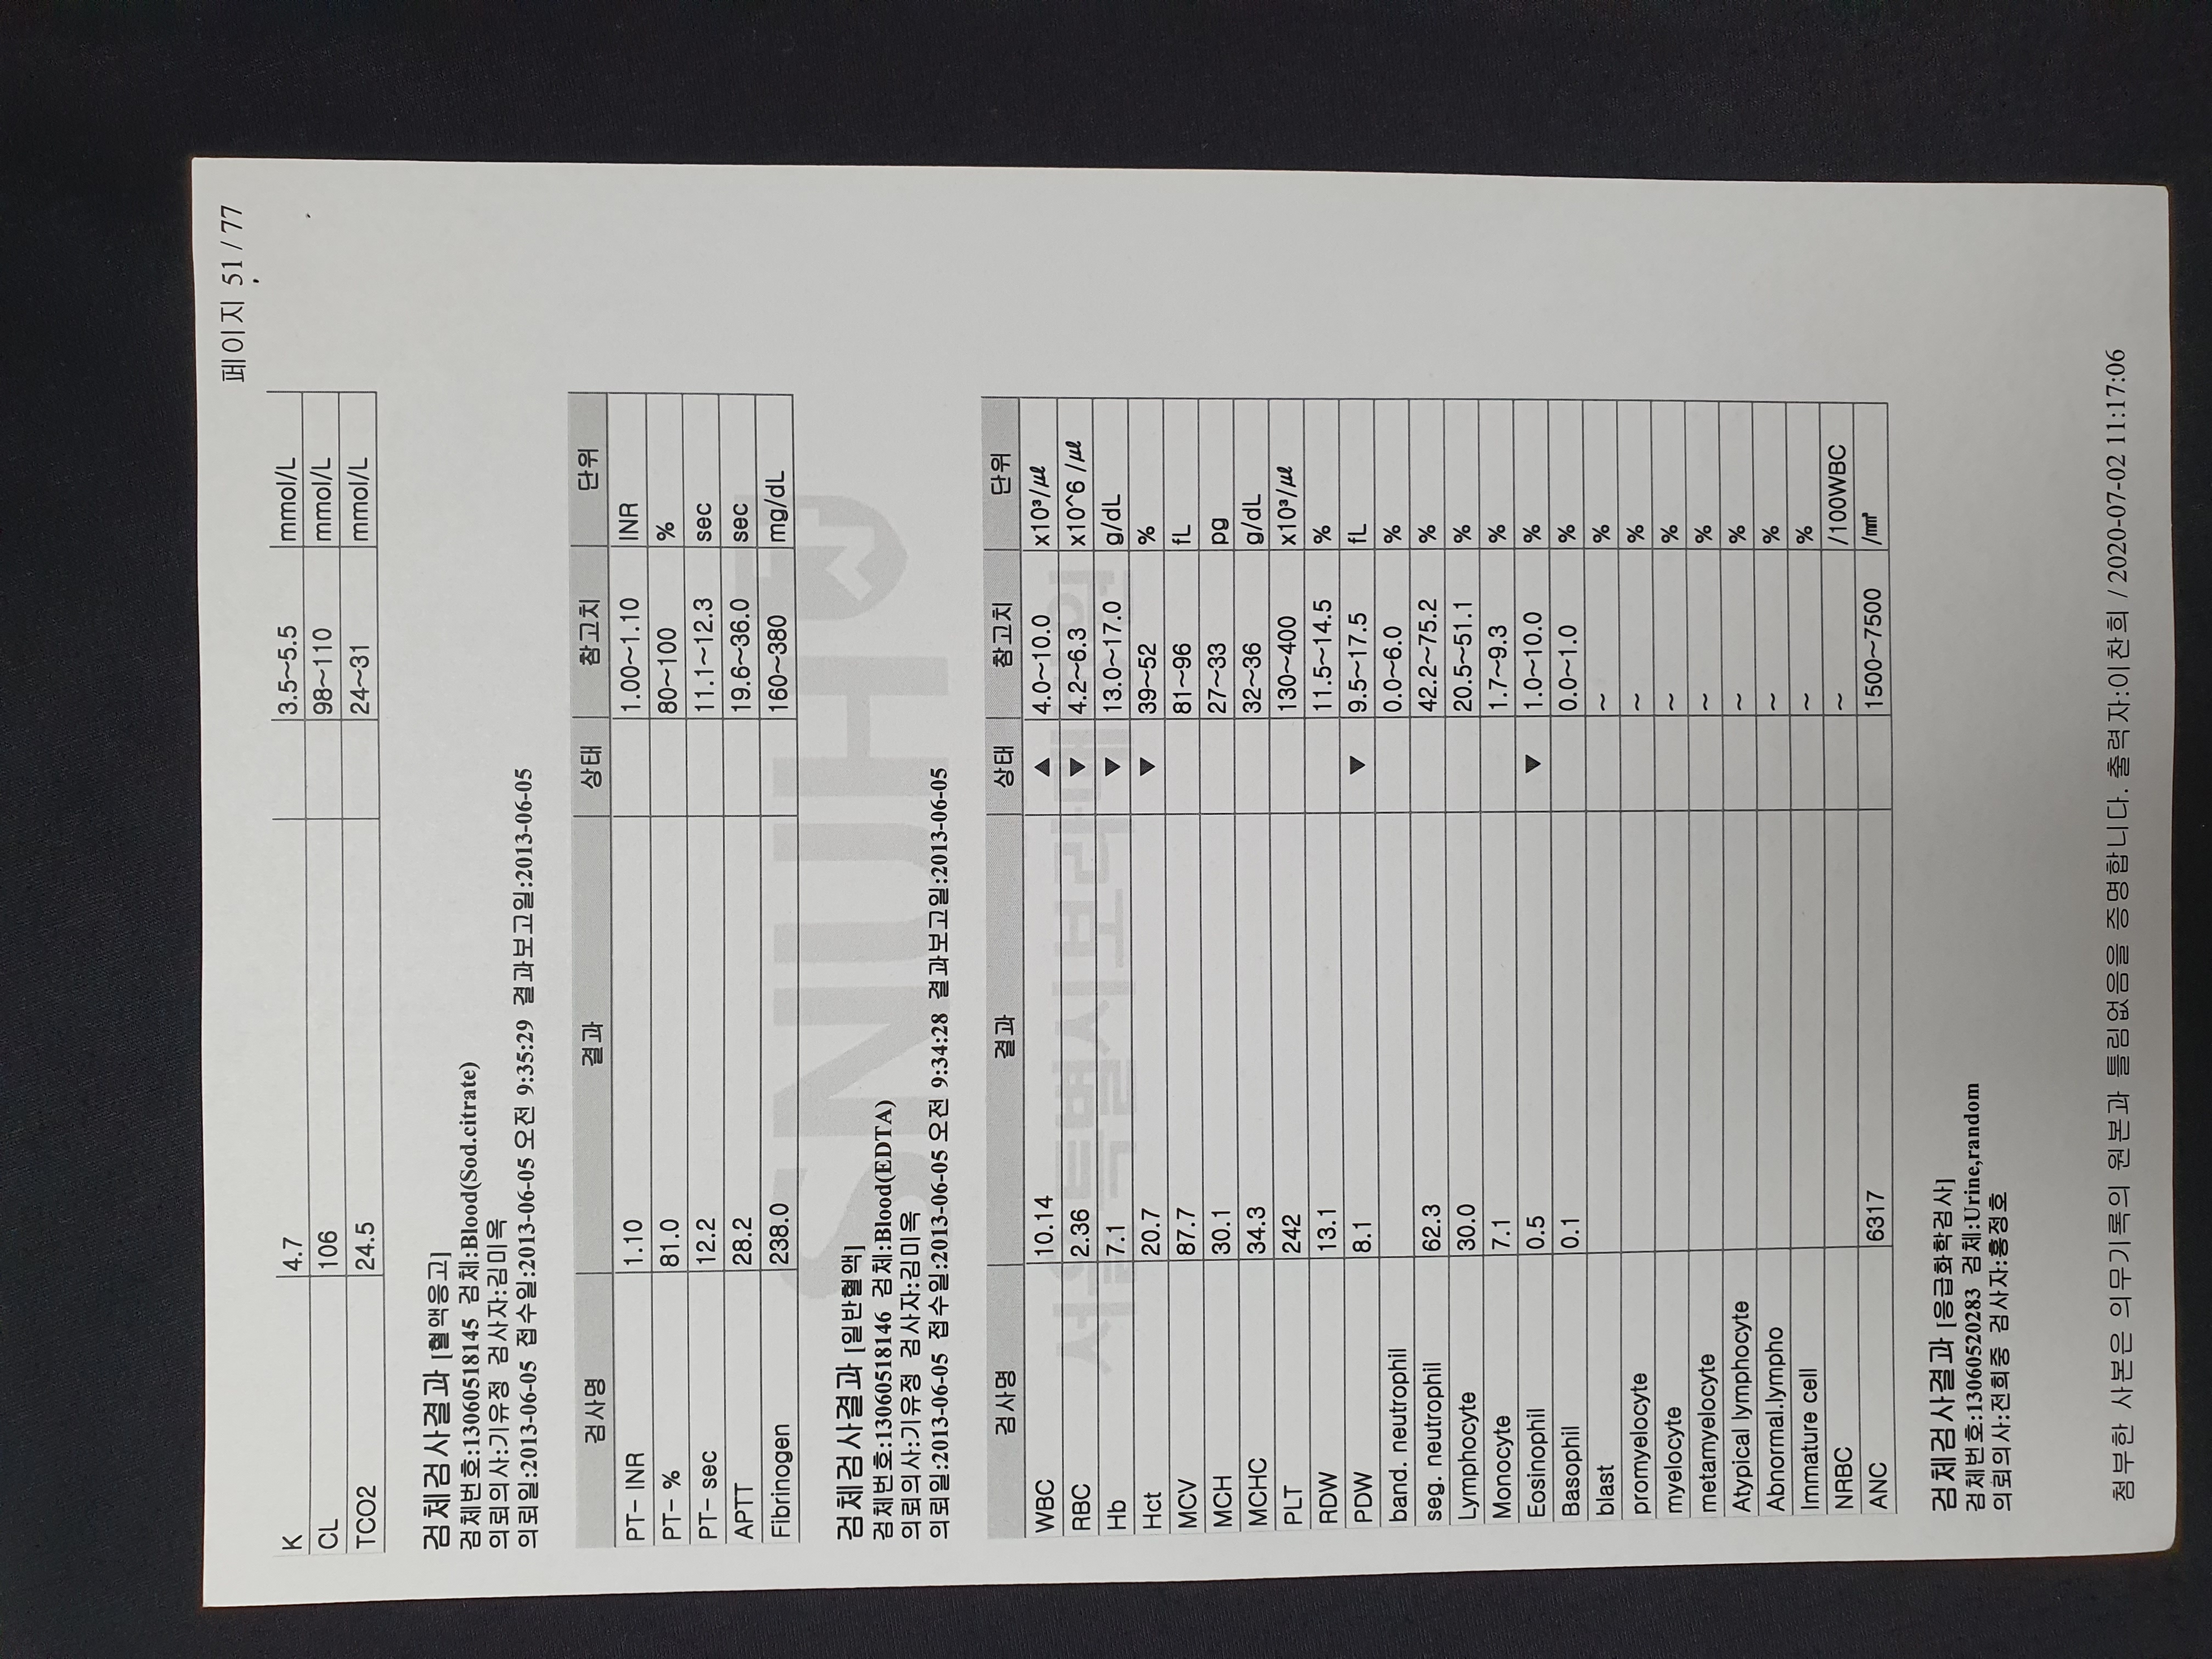 페이지 51 / 77
K 4.7 3.5~5.5 mmol/L
CL 106 98~110 mmol/L
TCO2 24.5 24~31 mmol/L
검체검사결과 [혈액응고]
검체번호:13060518145 검체:Blood(Sod.citrate)
의뢰의사:기유정 검사자:김미옥
의뢰일:2013-06-05 접수일:2013-06-05 오전 9:35:29 결과보고일:2013-06-05
검사명 결과 상태 참고치 단위
PT- INR 1.10 1.00~1.10 INR
PT- % 81.0 80~100 %
PT- sec 12.2 11.1~12.3 sec
APTT 28.2 19.6~36.0 sec
Fibrinogen 238.0 160~380 mg/dL
SNUH
검체검사결과 [일반혈액]
검체번호:13060518146 검체:Blood(EDTA)
의뢰의사:기유정 검사자:김미옥
의뢰일:2013-06-05 접수일:2013-06-05 오전 9:34:28 결과보고일:2013-06-05
검사명 결과 상태 참고치 단위
WBC 10.14 ▲ 4.0~10.0 x10³/㎕
서울특별시보라매병원
RBC 2.36 ▼ 4.2~6.3 x10^6 /㎕
Hb 7.1 ▼ 13.0~17.0 g/dL
Hct 20.7 ▼ 39~52 %
MCV 87.7 81~96 fL
MCH 30.1 27~33 pg
MCHC 34.3 32~36 g/dL
PLT 242 130~400 x10³/㎕
RDW 13.1 11.5~14.5 %
PDW 8.1 ▼ 9.5~17.5 fL
band. neutrophil 0.0~6.0 %
seg. neutrophil 62.3 42.2~75.2 %
Lymphocyte 30.0 20.5~51.1 %
Monocyte 7.1 1.7~9.3 %
Eosinophil 0.5 ▼ 1.0~10.0 %
Basophil 0.1 0.0~1.0 %
blast ~ %
promyelocyte ~ %
myelocyte ~ %
metamyelocyte ~ %
Atypical lymphocyte ~ %
Abnormal.lympho ~ %
Immature cell ~ %
NRBC ~ /100WBC
ANC 6317 1500~7500 /㎣
검체검사결과 [응급화학검사]
검체번호:13060520283 검체:Urine,random
의뢰의사:전희중 검사자:홍정호
첨부한 사본은 의무기록의 원본과 틀림없음을 증명합니다. 출력자:이찬희 / 2020-07-02 11:17:06